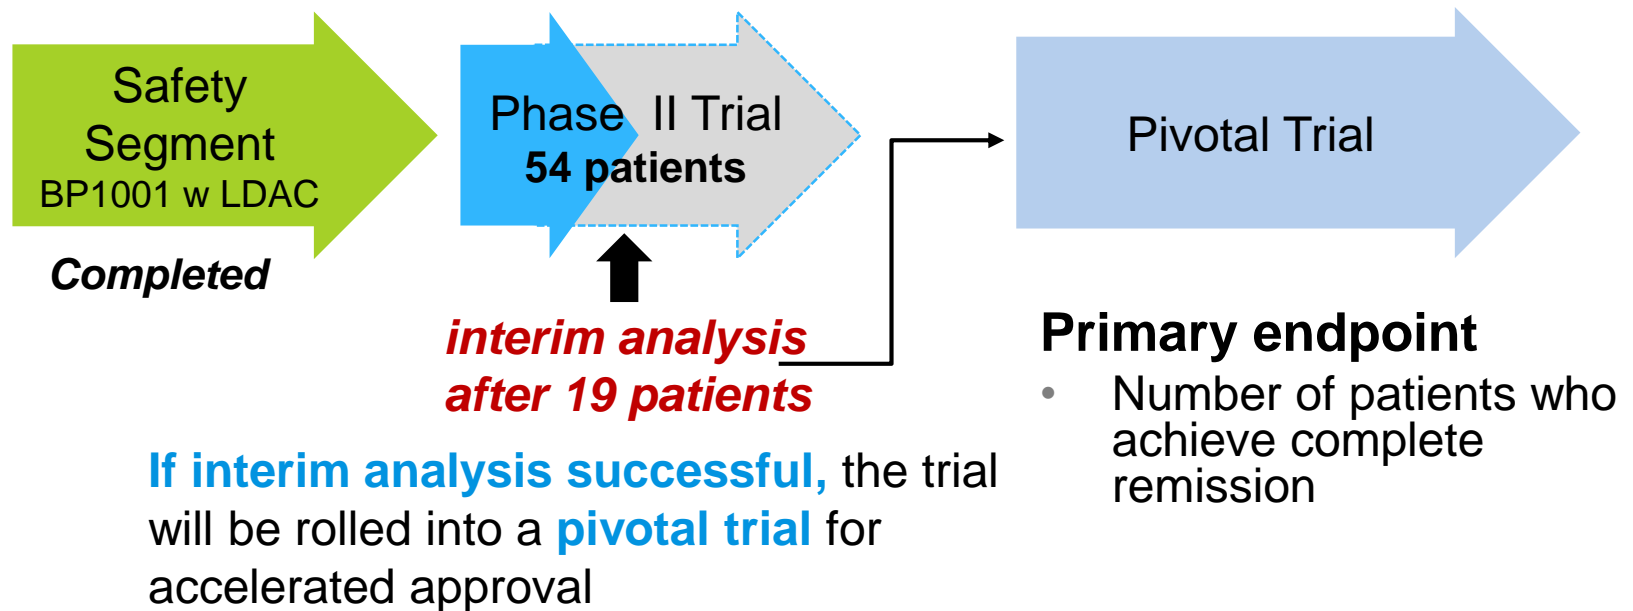 Safety
Segment
BP1001 w LDAC
Completed
Phase II Trial
54 patients
interim analysis
after 19 patients
If interim analysis successful, the trial
will be rolled into a pivotal trial for
accelerated approval
Pivotal Trial
Primary endpoint
• Number of patients who
achieve complete
remission